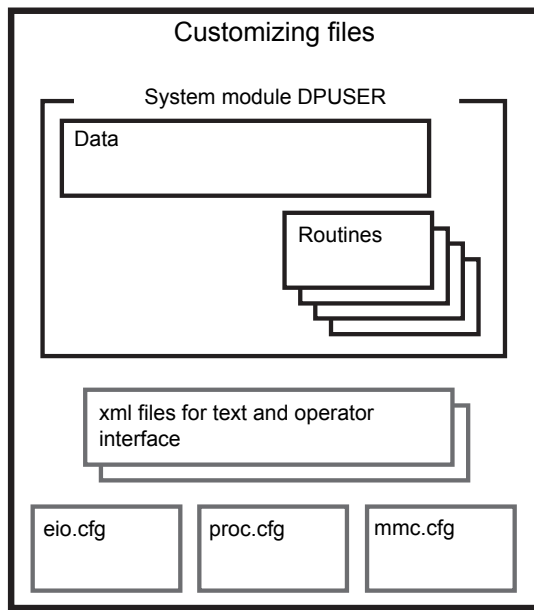 Customizing files
System module DPUSER
Data
Routines
xml files for text and operator
interface
eio.cfg
proc.cfg
mmc.cfg